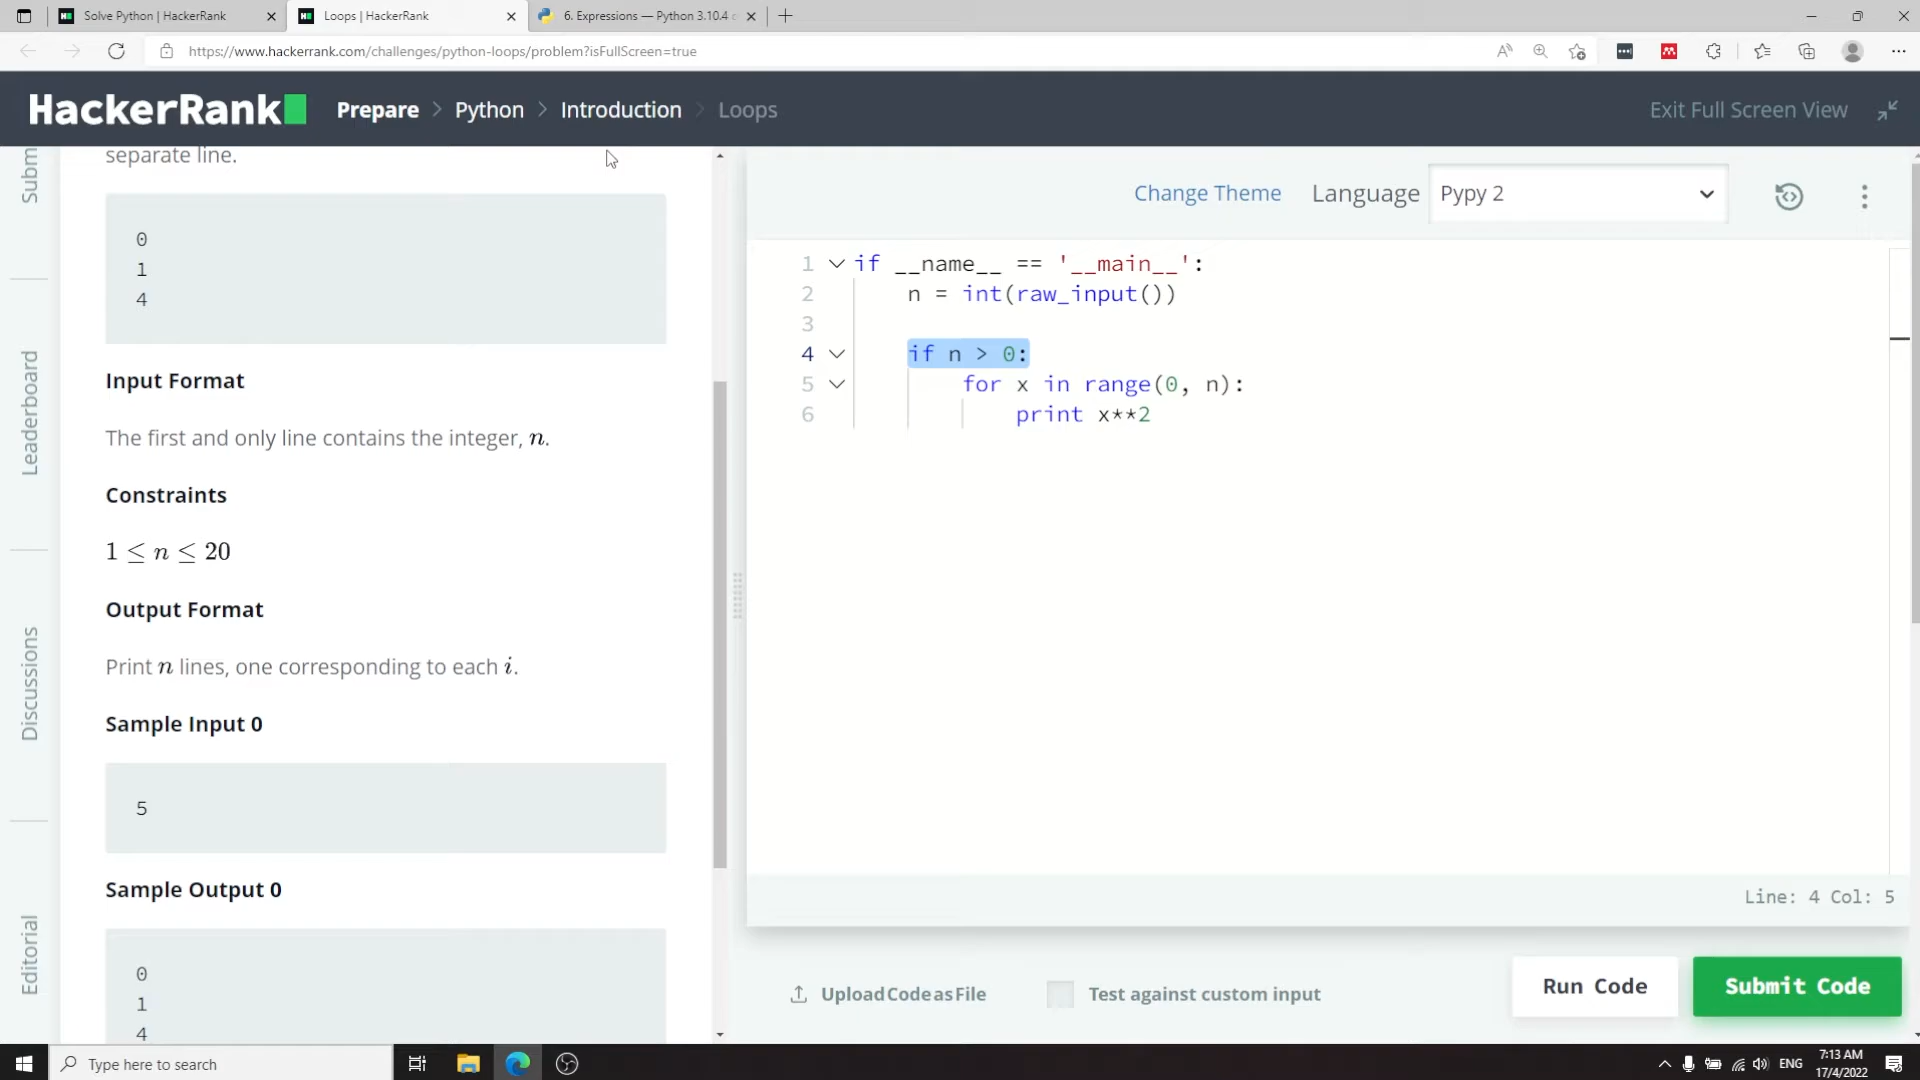 Solve Python | HackerRank
Loops | HackerRank
6. Expressions — Python 3.10.4
https://www.hackerrank.com/challenges/python-loops/problem?isFullScreen=true
HackerRank
Prepare > Python > Introduction > Loops
Exit Full Screen View
Subm
Leaderboard
Discussions
Editorial
separate line.
0
1
4
Input Format
The first and only line contains the integer, n.
Constraints
1 ≤ n ≤ 20
Output Format
Print n lines, one corresponding to each i.
Sample Input 0
5
Sample Output 0
0
1
4
Change Theme
Language
Pypy 2
1 if __name__ == '__main__':
2 n = int(raw_input())
3
4 if n > 0:
5 for x in range(0, n):
6 print x**2
Line: 4 Col: 5
Upload Code as File
Test against custom input
Run Code
Submit Code
Type here to search
ENG
7:13 AM
17/4/2022